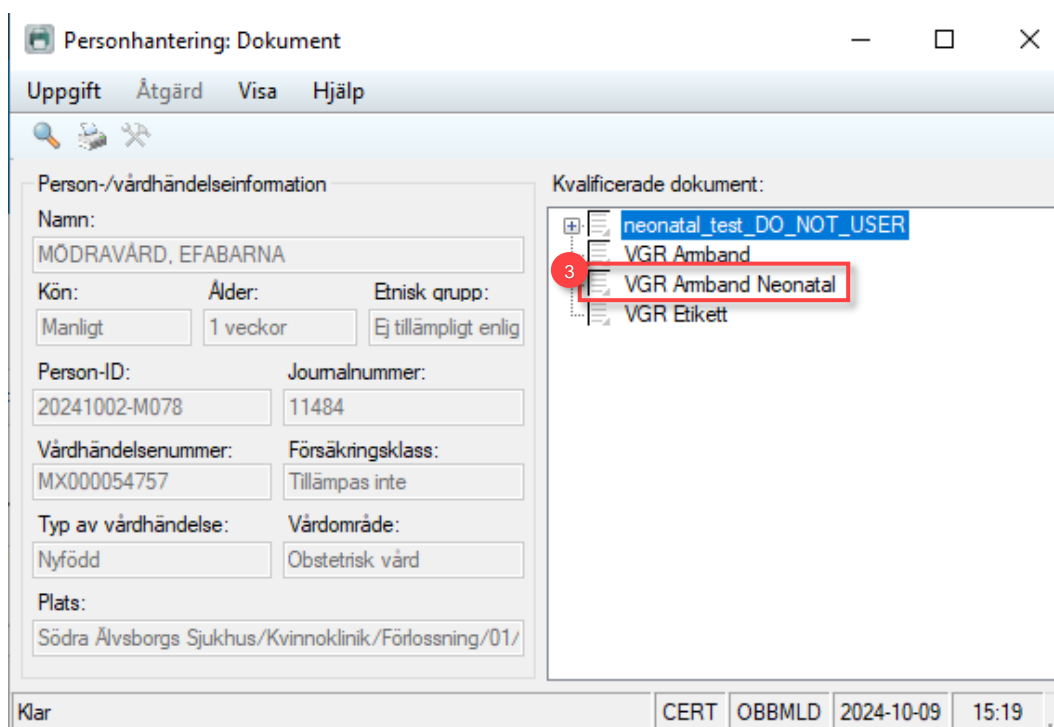 Personhantering: Dokument
Uppgift Åtgärd Visa Hjälp
Person-/vårdhändelseinformation
Namn:
MÖDRAVÅRD, EFABARNA
Kön: Ålder: Etnisk grupp:
Manligt 1 veckor Ej tillämpligt enlig
Person-ID: Journalnummer:
20241002-M078 11484
Vårdhändelsenummer: Försäkringsklass:
MX000054757 Tillämpas inte
Typ av vårdhändelse: Vårdområde:
Nyfödd Obstetrisk vård
Plats:
Södra Älvsborgs Sjukhus/Kvinnoklinik/Förlossning/01/
Kvalificerade dokument:
neonatal_test_DO_NOT_USER
VGR Armband
3 VGR Armband Neonatal
VGR Etikett
Klar CERT OBBMLD 2024-10-09 15:19